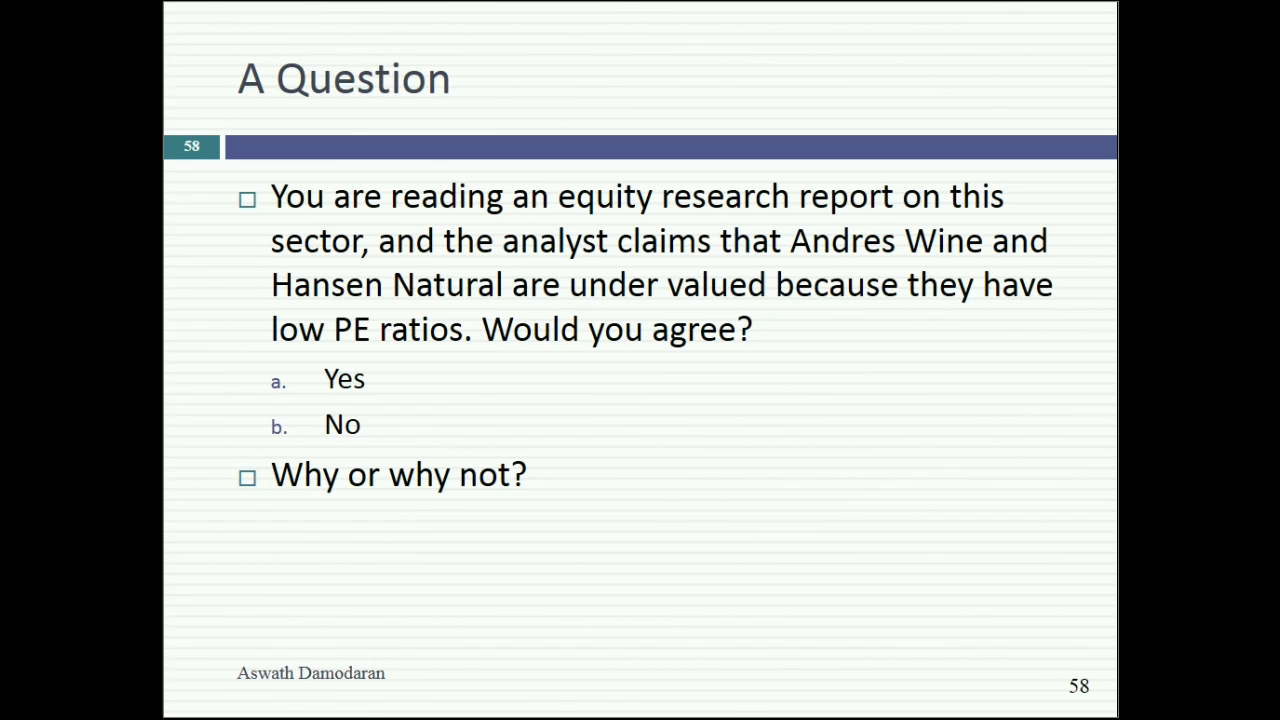 A Question
58
You are reading an equity research report on this
sector, and the analyst claims that Andres Wine and
Hansen Natural are under valued because they have
low PE ratios. Would you agree?
a. Yes
b. No
Why or why not?
Aswath Damodaran
58